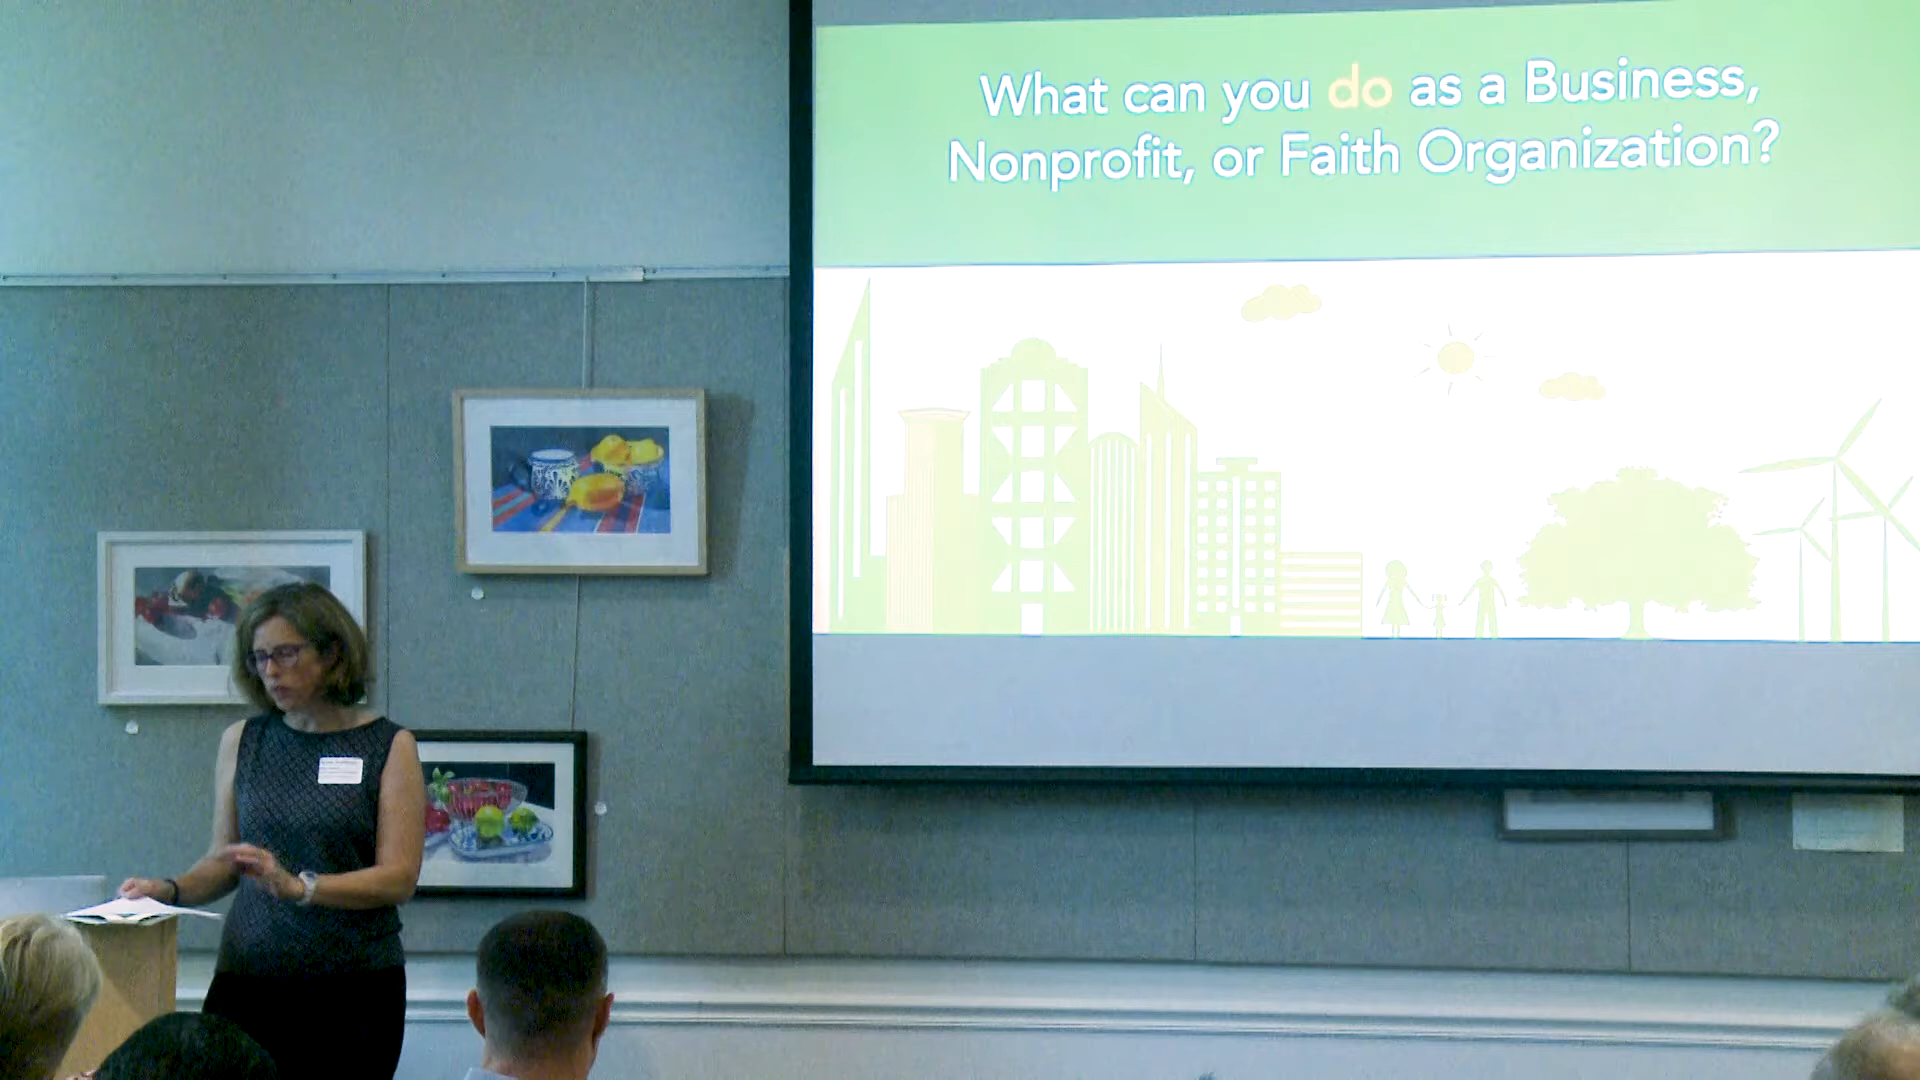 What can you do as a Business,
Nonprofit, or Faith Organization?